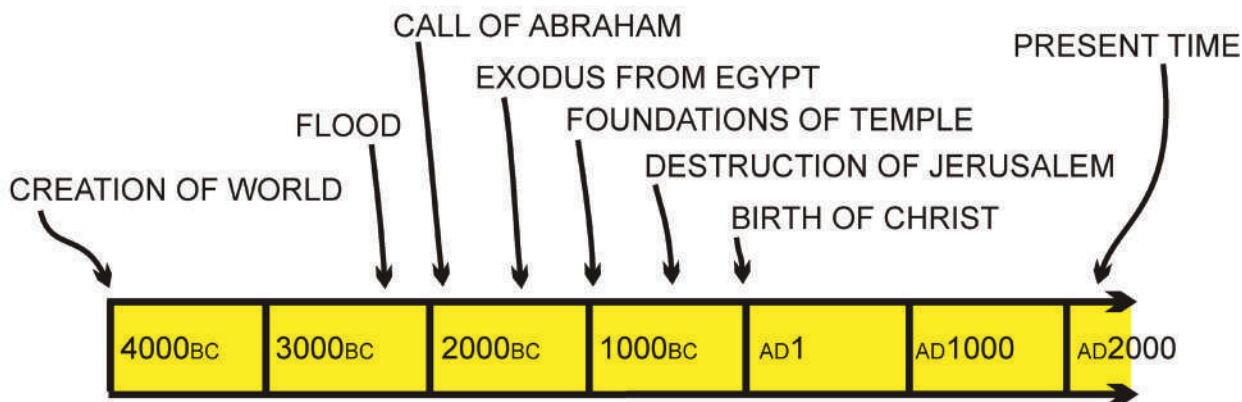 CALL OF ABRAHAM
PRESENT TIME
EXODUS FROM EGYPT
FLOOD
FOUNDATIONS OF TEMPLE
DESTRUCTION OF JERUSALEM
CREATION OF WORLD
BIRTH OF CHRIST
4000BC 3000BC 2000BC 1000BC AD1 AD1000 AD2000